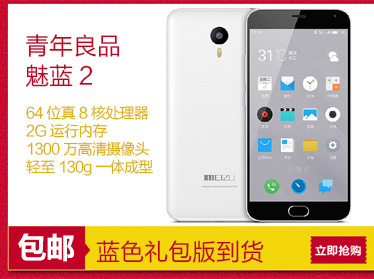 青年良品
魅蓝 2
64 位真 8 核处理器
2G 运行内存
1300 万高清摄像头
轻至 130g 一体成型
MEIZU
31
包邮
蓝色礼包版到货
立即抢购